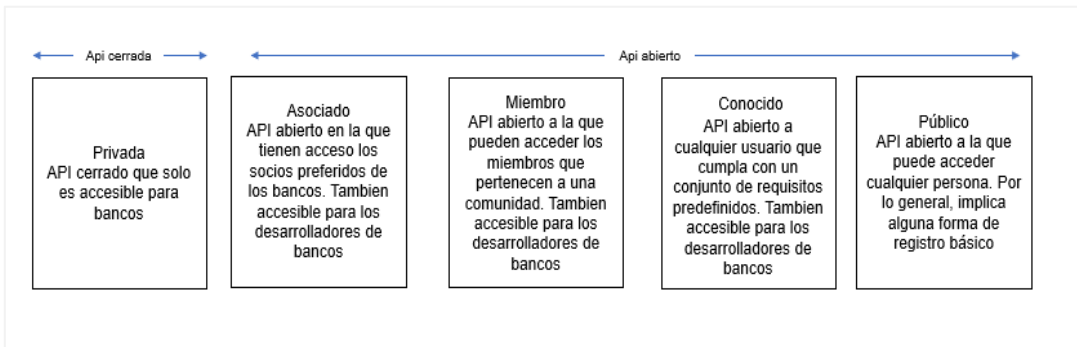 Api cerrada
Api abierto
Privada
API cerrado que solo
es accesible para
bancos
Asociado
API abierto en la que
tienen acceso los
socios preferidos de
los bancos. Tambien
accesible para los
desarrolladores de
bancos
Miembro
API abierto a la que
pueden acceder los
miembros que
pertenecen a una
comunidad. Tambien
accesible para los
desarrolladores de
bancos
Conocido
API abierto a
cualquier usuario que
cumpla con un
conjunto de requisitos
predefinidos. Tambien
accesible para los
desarrolladores de
bancos
Público
API abierto a la que
puede acceder
cualquier persona. Por
lo general, implica
alguna forma de
registro básico